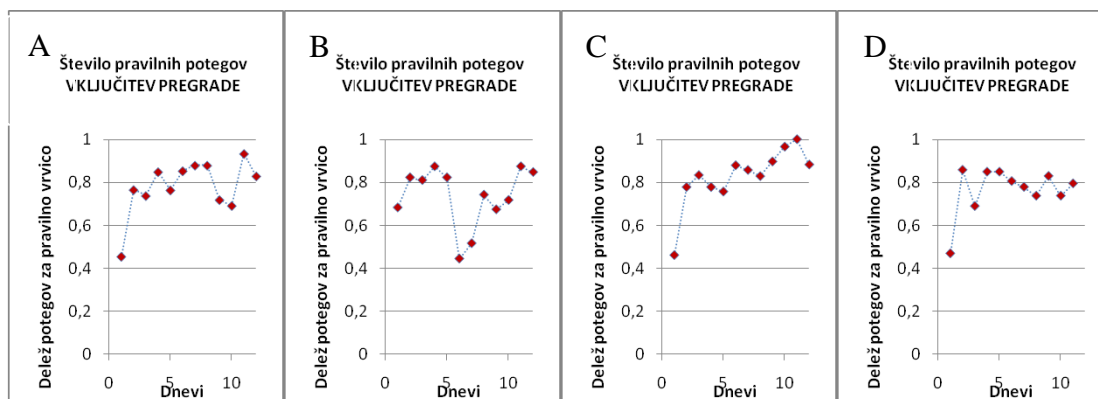 A
Število pravilnih potegov
VKLJUČITEV PREGRADE
Delež potegov za pravilno vrvico
1
0,8
0,6
0,4
0,2
0
0 5 10
Dnevi
B
Število pravilnih potegov
VKLJUČITEV PREGRADE
Delež potegov za pravilno vrvico
1
0,8
0,6
0,4
0,2
0
0 5 10
Dnevi
C
Število pravilnih potegov
VKLJUČITEV PREGRADE
Delež potegov za pravilno vrvico
1
0,8
0,6
0,4
0,2
0
0 5 10
Dnevi
D
Število pravilnih potegov
VKLJUČITEV PREGRADE
Delež potegov za pravilno vrvico
1
0,8
0,6
0,4
0,2
0
0 5 10
Dnevi